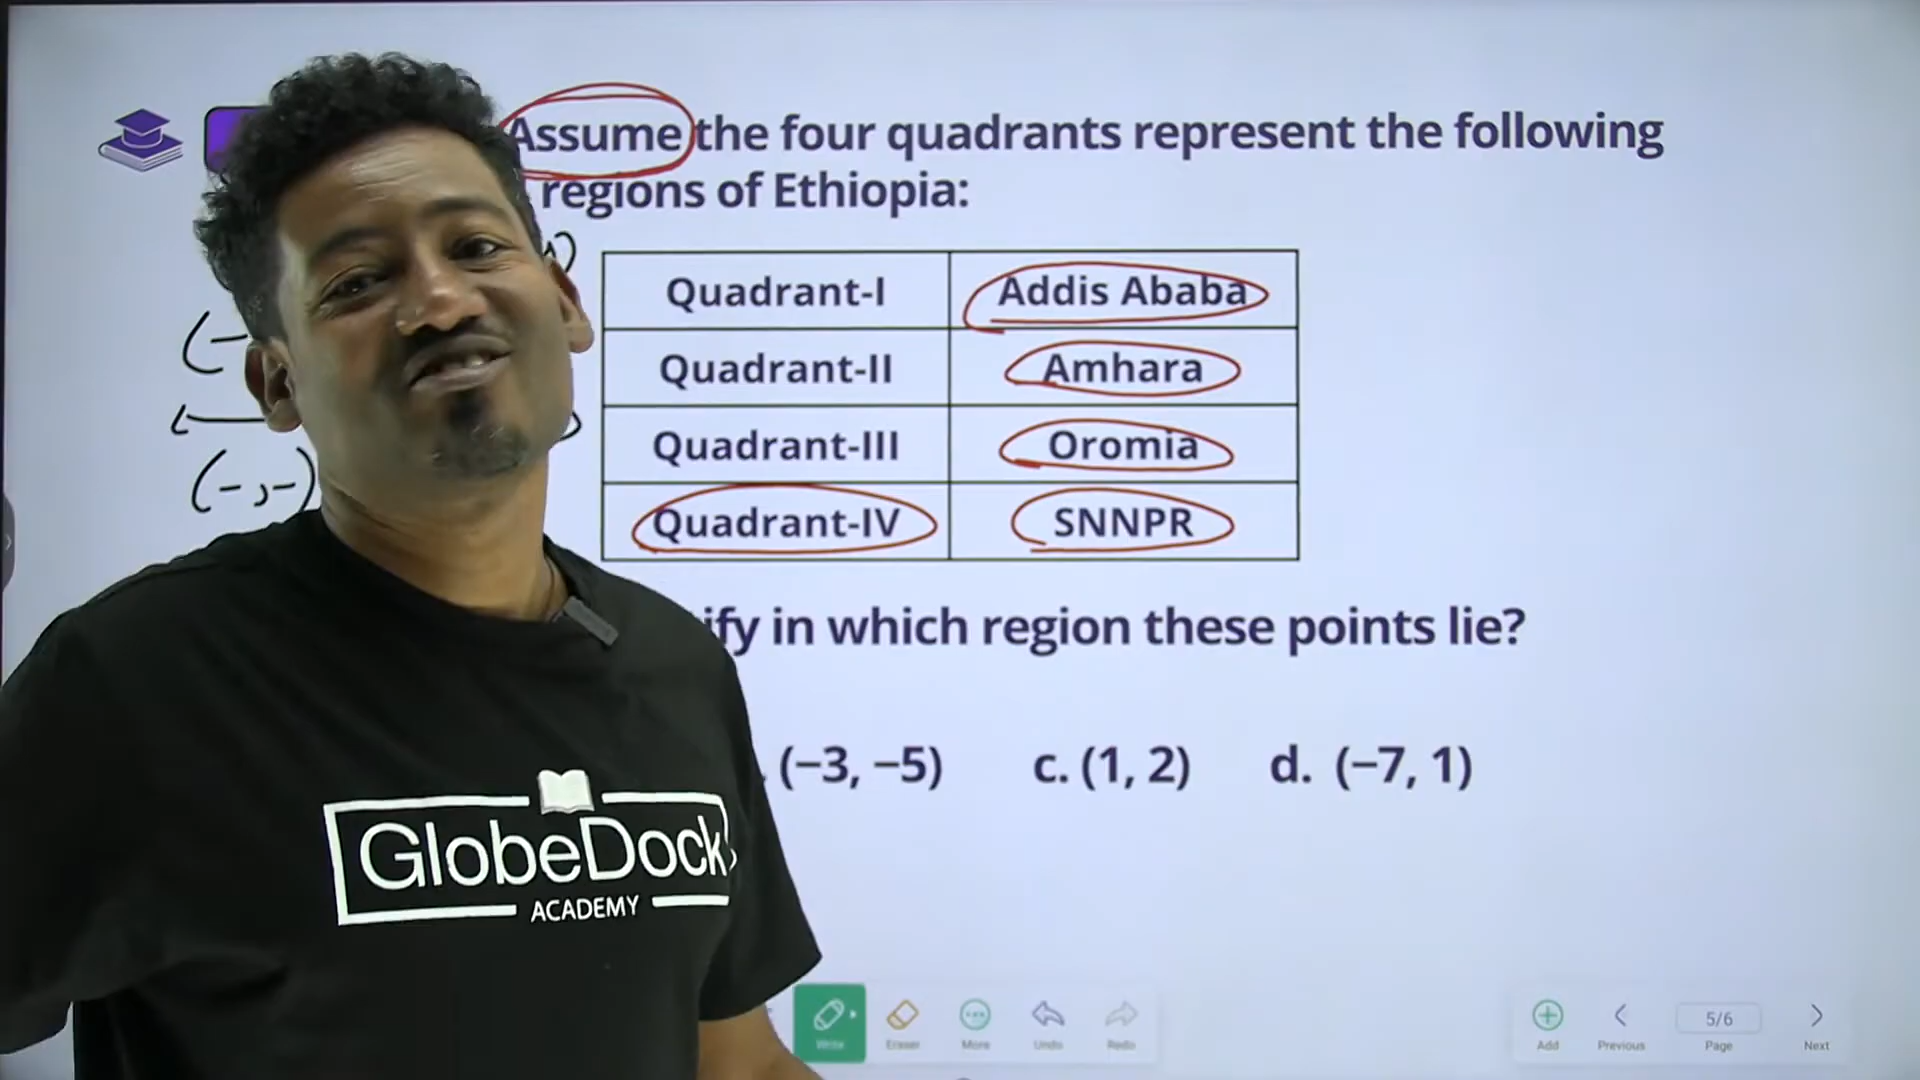 Assume the four quadrants represent the following
regions of Ethiopia:
Quadrant-I Addis Ababa
Quadrant-II Amhara
Quadrant-III Oromia
Quadrant-IV SNNPR
(-
(-,-)
ify in which region these points lie?
. (−3, −5) c. (1, 2) d. (−7, 1)
GlobeDock
ACADEMY
Write Eraser More Undo Redo
Add Previous 5/6 Page Next